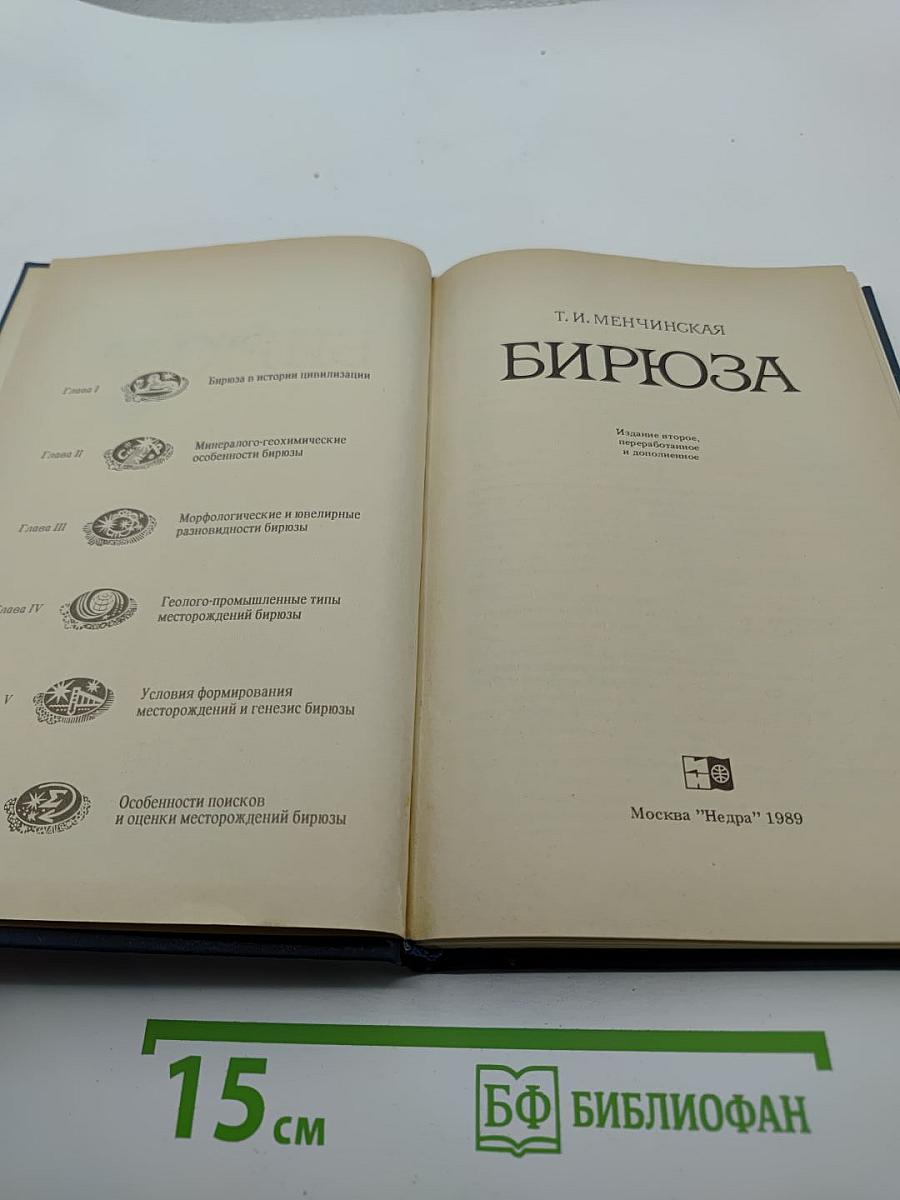 Глава I
Бирюза в истории цивилизации
Глава II
Минералого-геохимические
особенности бирюзы
Глава III
Морфологические и ювелирные
разновидности бирюзы
лава IV
Геолого-промышленные типы
месторождений бирюзы
V
Условия формирования
месторождений и генезис бирюзы
Особенности поисков
и оценки месторождений бирюзы
Т. И. МЕНЧИНСКАЯ
БИРЮЗА
Издание второе,
переработанное
и дополненное
Москва "Недра" 1989
15 см
БФ БИБЛИОФАН